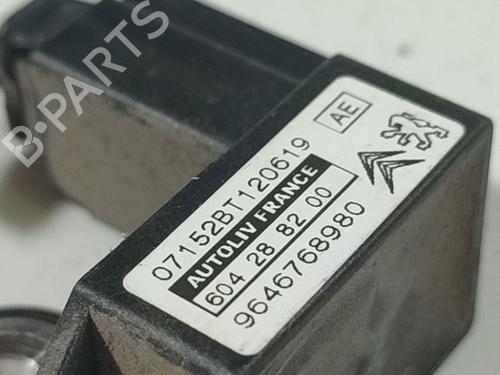 B-PARTS
07152BT120619
AE
AUTOLIV FRANCE
604 28 82 00
9646768980